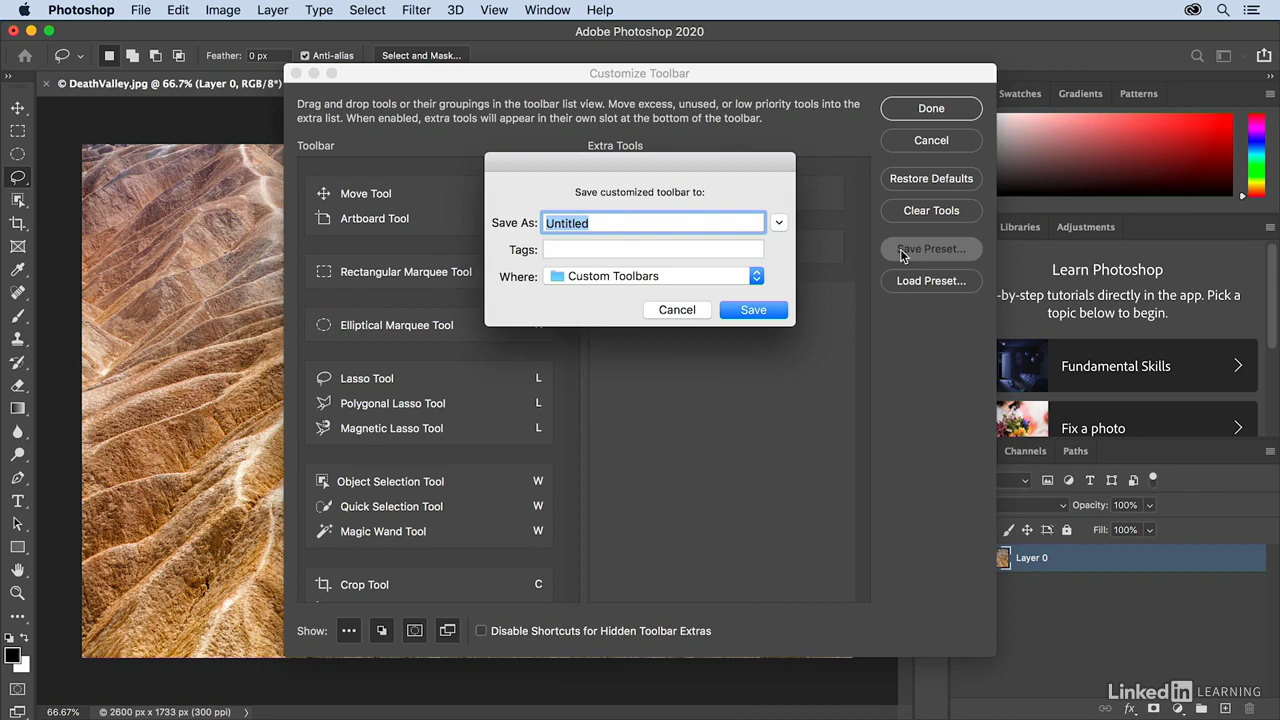 Photoshop File Edit Image Layer Type Select Filter 3D View Window Help
Adobe Photoshop 2020
Feather: 0 px Anti-alias Select and Mask...
© DeathValley.jpg @ 66.7% (Layer 0, RGB/8*)
Customize Toolbar
Swatches Gradients Patterns
Drag and drop tools or their groupings in the toolbar list view. Move excess, unused, or low priority tools into the
extra list. When enabled, extra tools will appear in their own slot at the bottom of the toolbar.
Done
Cancel
Restore Defaults
Clear Tools
Save Preset...
Load Preset...
Toolbar
Extra Tools
Move Tool
Artboard Tool
Rectangular Marquee Tool
Elliptical Marquee Tool
Lasso Tool L
Polygonal Lasso Tool L
Magnetic Lasso Tool L
Object Selection Tool W
Quick Selection Tool W
Magic Wand Tool W
Crop Tool C
Save customized toolbar to:
Save As: Untitled
Tags:
Where: Custom Toolbars
Cancel Save
Show: Disable Shortcuts for Hidden Toolbar Extras
Libraries Adjustments
Learn Photoshop
-by-step tutorials directly in the app. Pick a
topic below to begin.
Fundamental Skills
Fix a photo
Channels Paths
Opacity: 100%
Fill: 100%
Layer 0
LinkedIn LEARNING
66.67% © 2600 px x 1733 px (300 ppi)